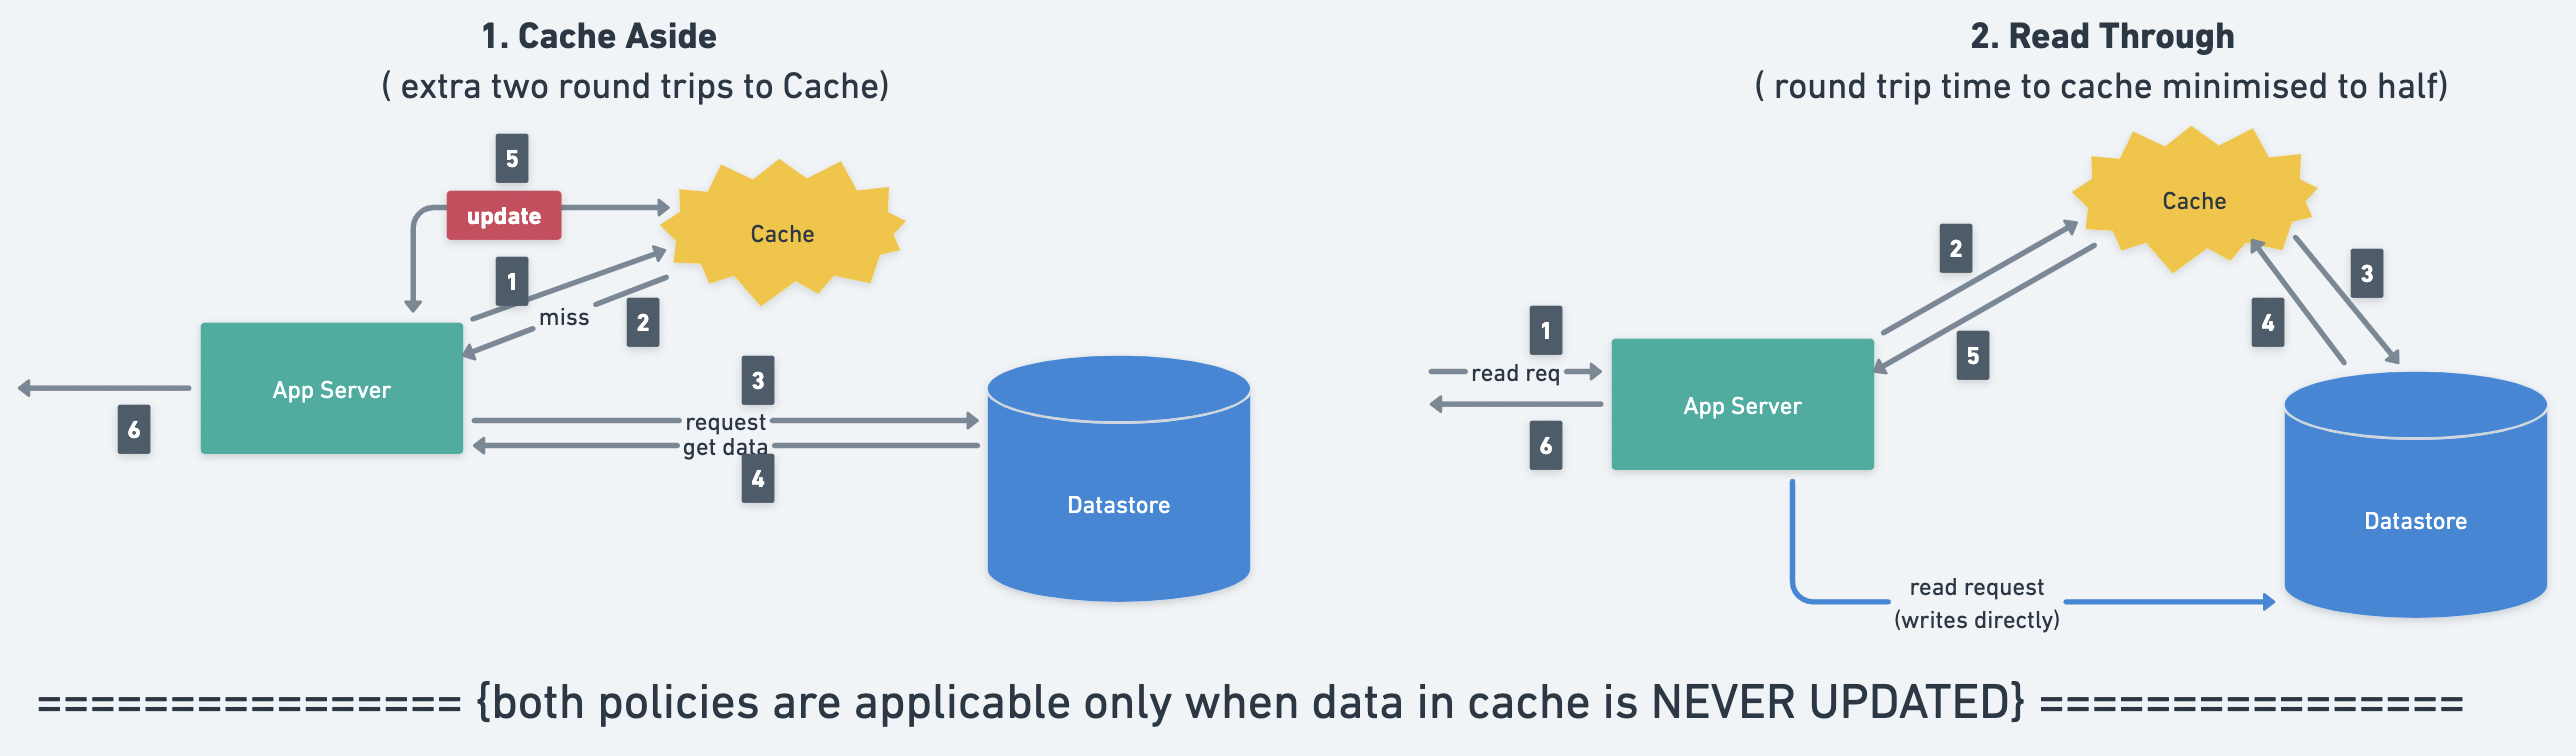 1. Cache Aside
( extra two round trips to Cache)
5
update
Cache
1
miss
2
App Server
6
3
request
get data
4
Datastore
2. Read Through
( round trip time to cache minimised to half)
Cache
2
3
4
1
read req
5
App Server
6
Datastore
read request
(writes directly)
================ {both policies are applicable only when data in cache is NEVER UPDATED} ================